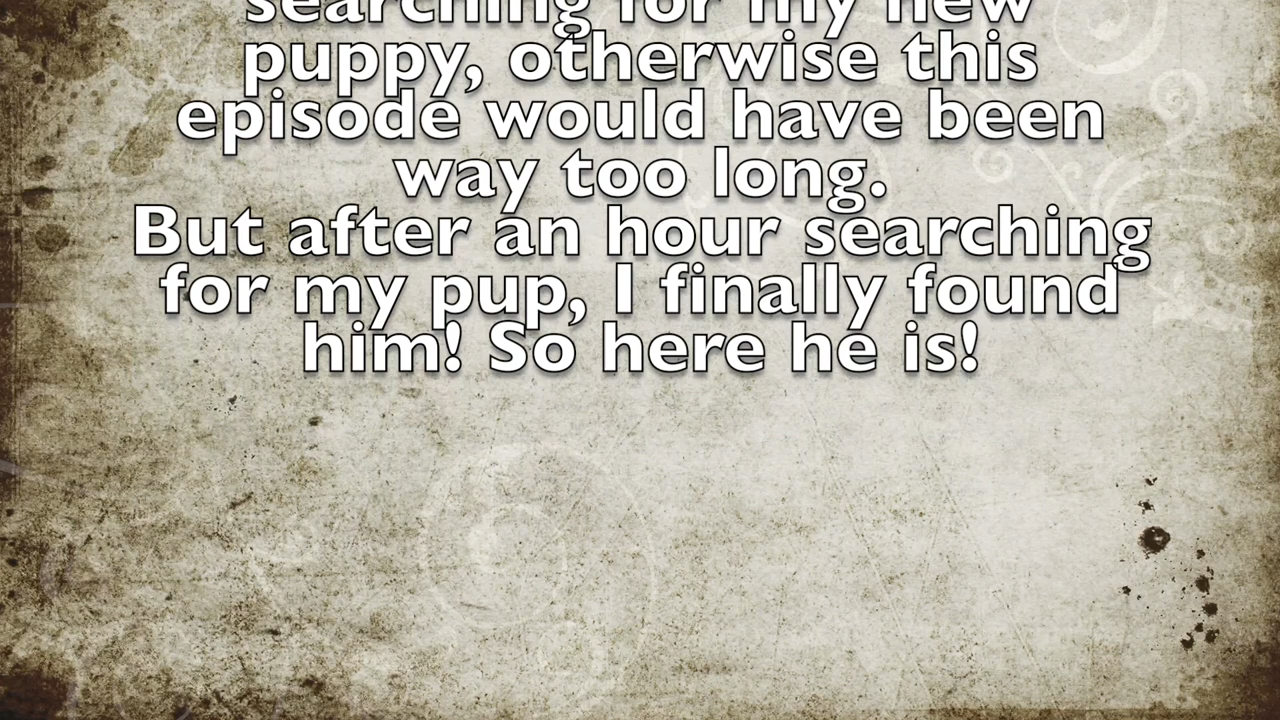 searching for my new
puppy, otherwise this
episode would have been
way too long.
But after an hour searching
for my pup, I finally found
him! So here he is!